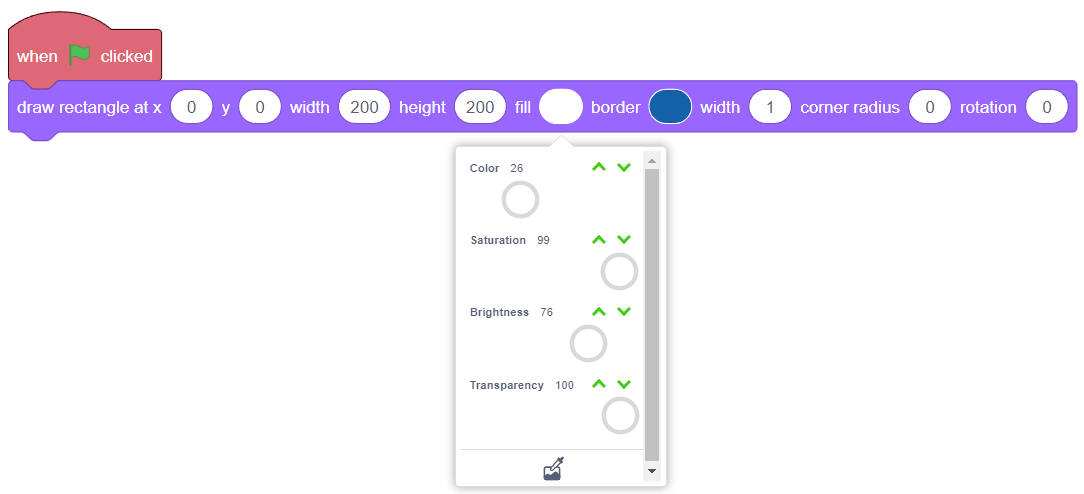 when clicked
draw rectangle at x 0 y 0 width 200 height 200 fill border width 1 corner radius 0 rotation 0
Color 26
Saturation 99
Brightness 76
Transparency 100